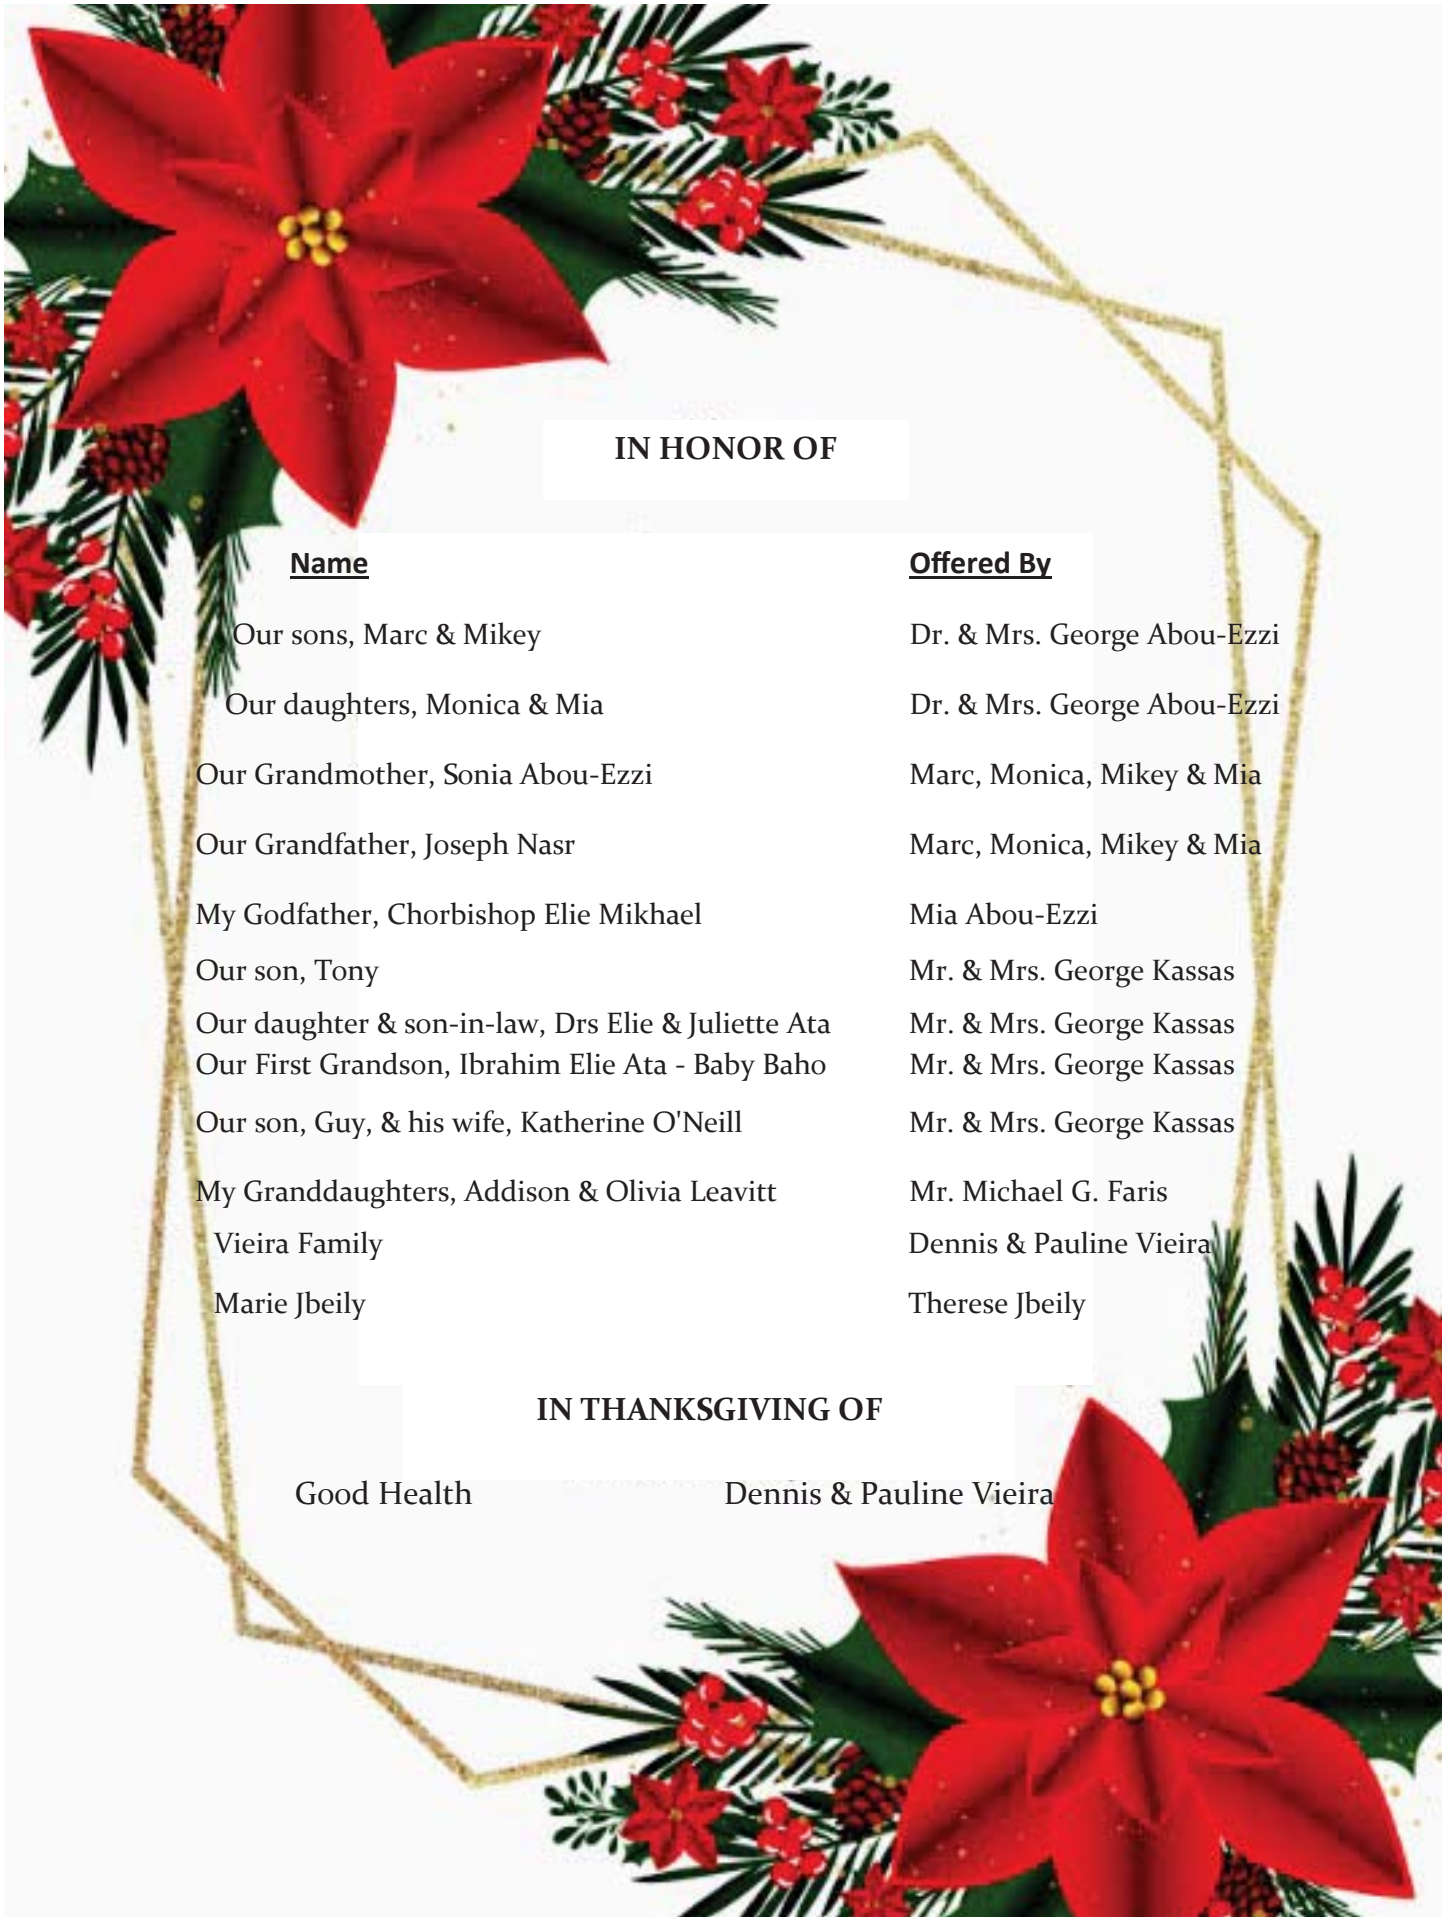 IN HONOR OF
Name Offered By
Our sons, Marc & Mikey Dr. & Mrs. George Abou-Ezzi
Our daughters, Monica & Mia Dr. & Mrs. George Abou-Ezzi
Our Grandmother, Sonia Abou-Ezzi Marc, Monica, Mikey & Mia
Our Grandfather, Joseph Nasr Marc, Monica, Mikey & Mia
My Godfather, Chorbishop Elie Mikhael Mia Abou-Ezzi
Our son, Tony Mr. & Mrs. George Kassas
Our daughter & son-in-law, Drs Elie & Juliette Ata Mr. & Mrs. George Kassas
Our First Grandson, Ibrahim Elie Ata - Baby Baho Mr. & Mrs. George Kassas
Our son, Guy, & his wife, Katherine O'Neill Mr. & Mrs. George Kassas
My Granddaughters, Addison & Olivia Leavitt Mr. Michael G. Faris
Vieira Family Dennis & Pauline Vieira
Marie Jbeily Therese Jbeily
IN THANKSGIVING OF
Good Health Dennis & Pauline Vieira